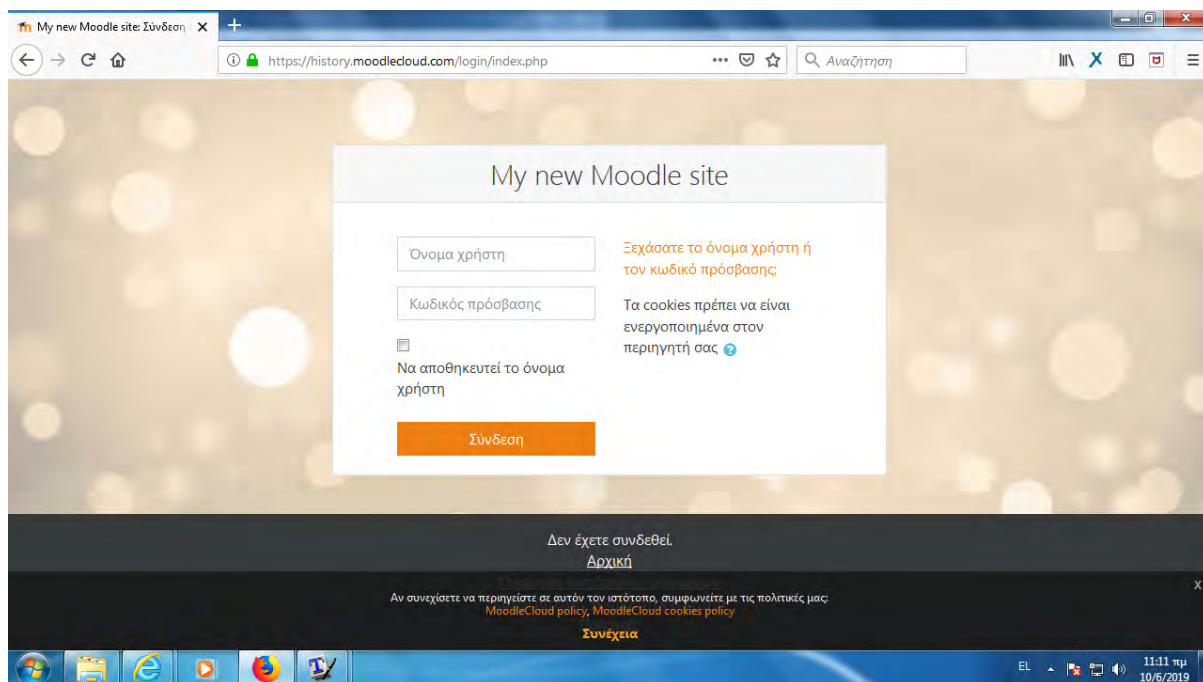 My new Moodle site: Σύνδεση
https://history.moodlecloud.com/login/index.php
Αναζήτηση
My new Moodle site
Όνομα χρήστη
Κωδικός πρόσβασης
Να αποθηκευτεί το όνομα
χρήστη
Σύνδεση
Ξεχάσατε το όνομα χρήστη ή
τον κωδικό πρόσβασης;
Τα cookies πρέπει να είναι
ενεργοποιημένα στον
περιηγητή σας
Δεν έχετε συνδεθεί.
Αρχική
Αν συνεχίσετε να περιηγείστε σε αυτόν τον ιστότοπο, συμφωνείτε με τις πολιτικές μας:
MoodleCloud policy, MoodleCloud cookies policy
x
Συνέχεια
EL
11:11 πμ
10/6/2019